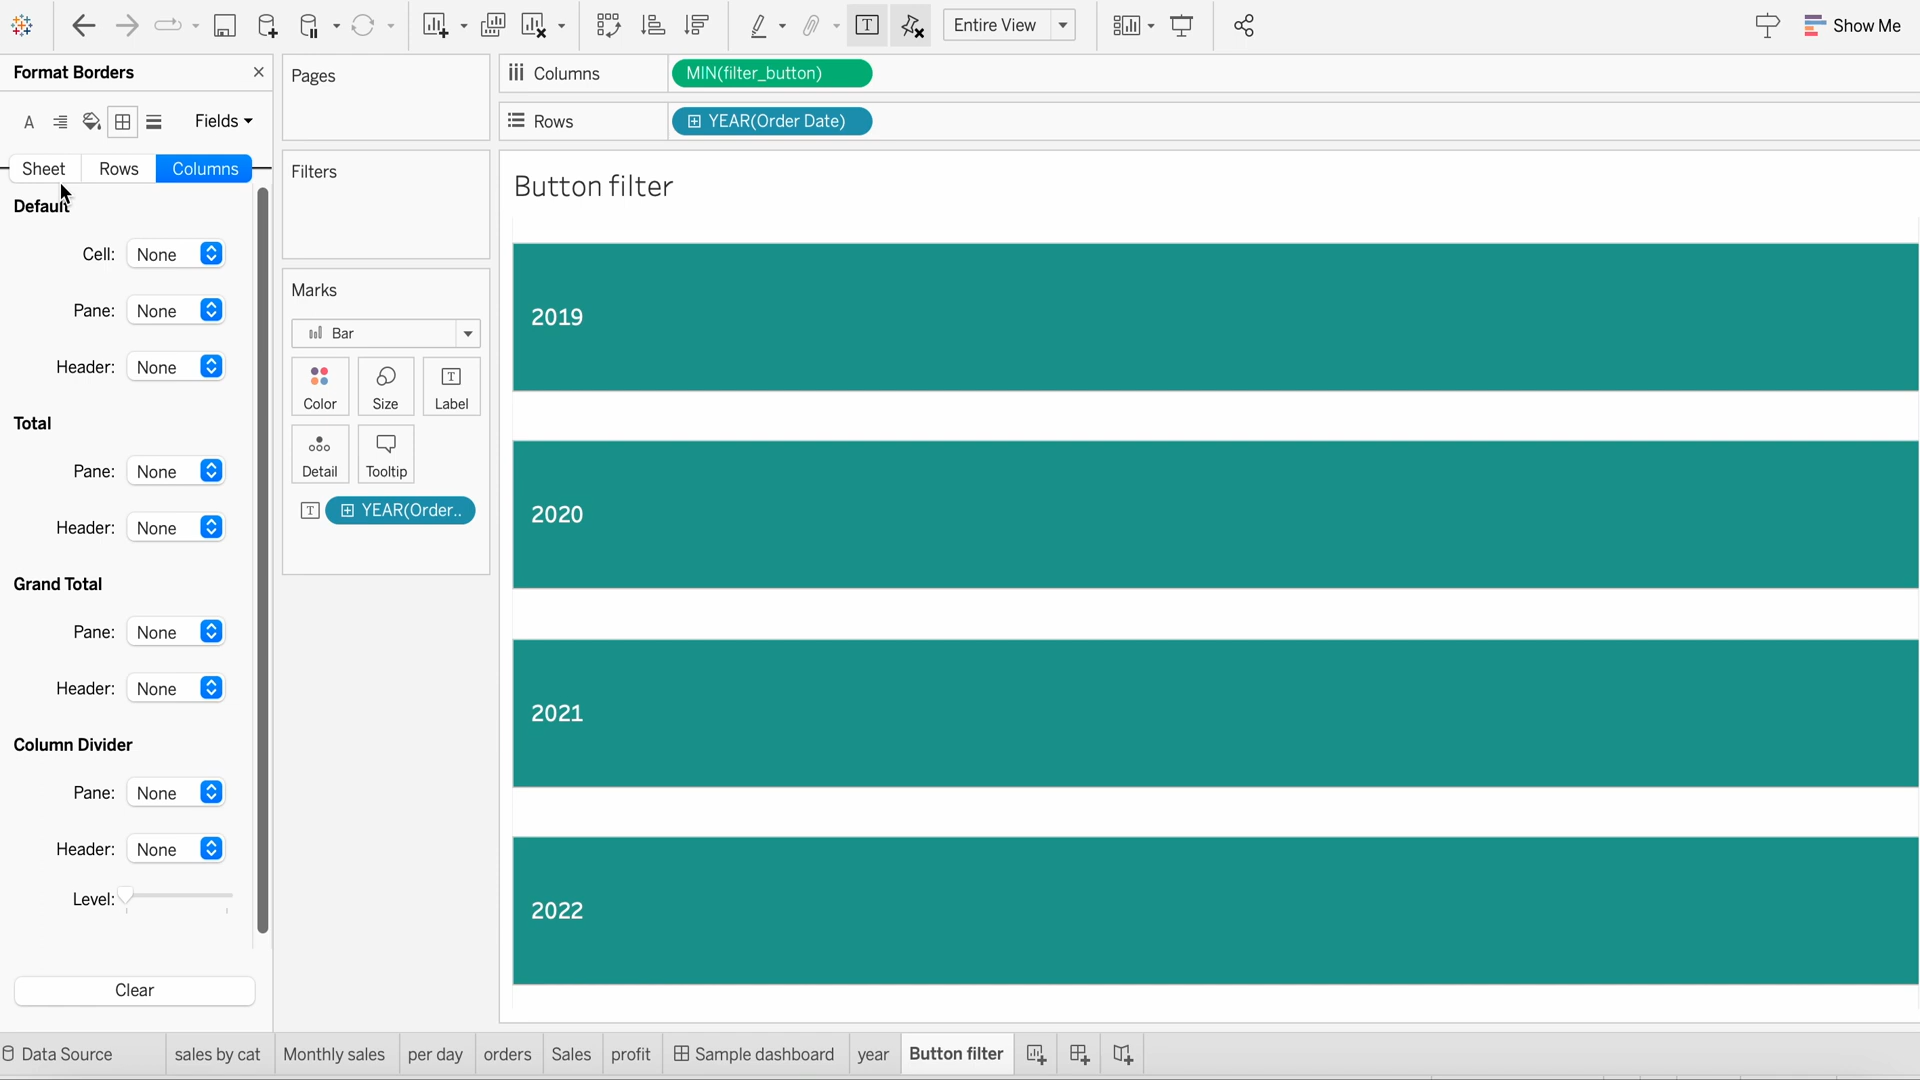 Entire View
Show Me
Format Borders
Fields
Sheet Rows Columns
Default
Cell: None
Pane: None
Header: None
Total
Pane: None
Header: None
Grand Total
Pane: None
Header: None
Column Divider
Pane: None
Header: None
Level:
Clear
Pages
Filters
Marks
Bar
Color Size Label
Detail Tooltip
YEAR(Order..
Columns MIN(filter_button)
Rows YEAR(Order Date)
Button filter
2019
2020
2021
2022
Data Source sales by cat Monthly sales per day orders Sales profit Sample dashboard year Button filter